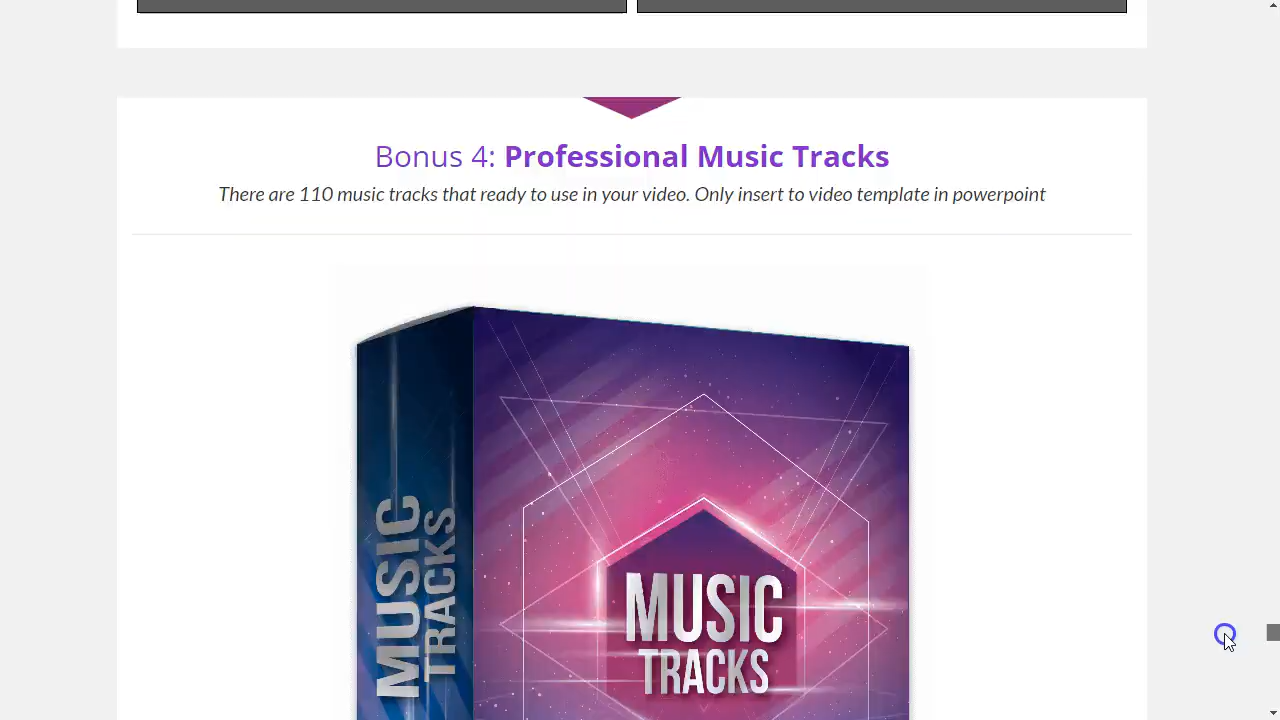 Bonus 4: Professional Music Tracks
There are 110 music tracks that ready to use in your video. Only insert to video template in powerpoint
MUSIC
TRACKS
MUSIC
TRACKS